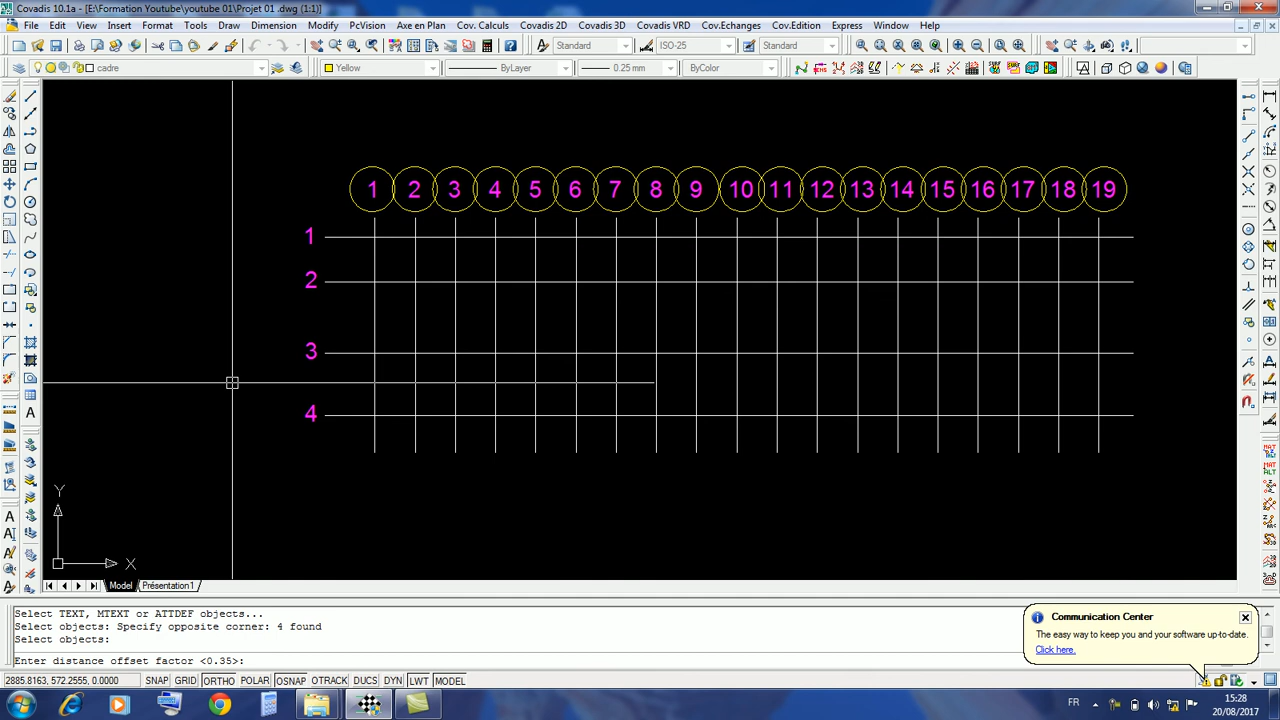 Covadis 10.1a - [E:\Formation Youtube\youtube 01\Projet 01 .dwg (1:1)]
File Edit View Insert Format Tools Draw Dimension Modify PcVision Axe en Plan Cov. Calculs Covadis 2D Covadis 3D Covadis VRD Cov.Echanges Cov.Edition Express Window Help
Standard ISO-25 Standard
cadre Yellow ByLayer 0.25 mm ByColor
1 2 3 4 5 6 7 8 9 10 11 12 13 14 15 16 17 18 19
1
2
3
4
Y
X
Model Présentation1
Select TEXT, MTEXT or ATTDEF objects...
Select objects: Specify opposite corner: 4 found
Select objects:
Enter distance offset factor <0.35>:
Communication Center
The easy way to keep you and your software up-to-date.
Click here.
2885.8163, 572.2555, 0.0000 SNAP GRID ORTHO POLAR OSNAP OTRACK DUCS DYN LWT MODEL
FR 15:28
20/08/2017